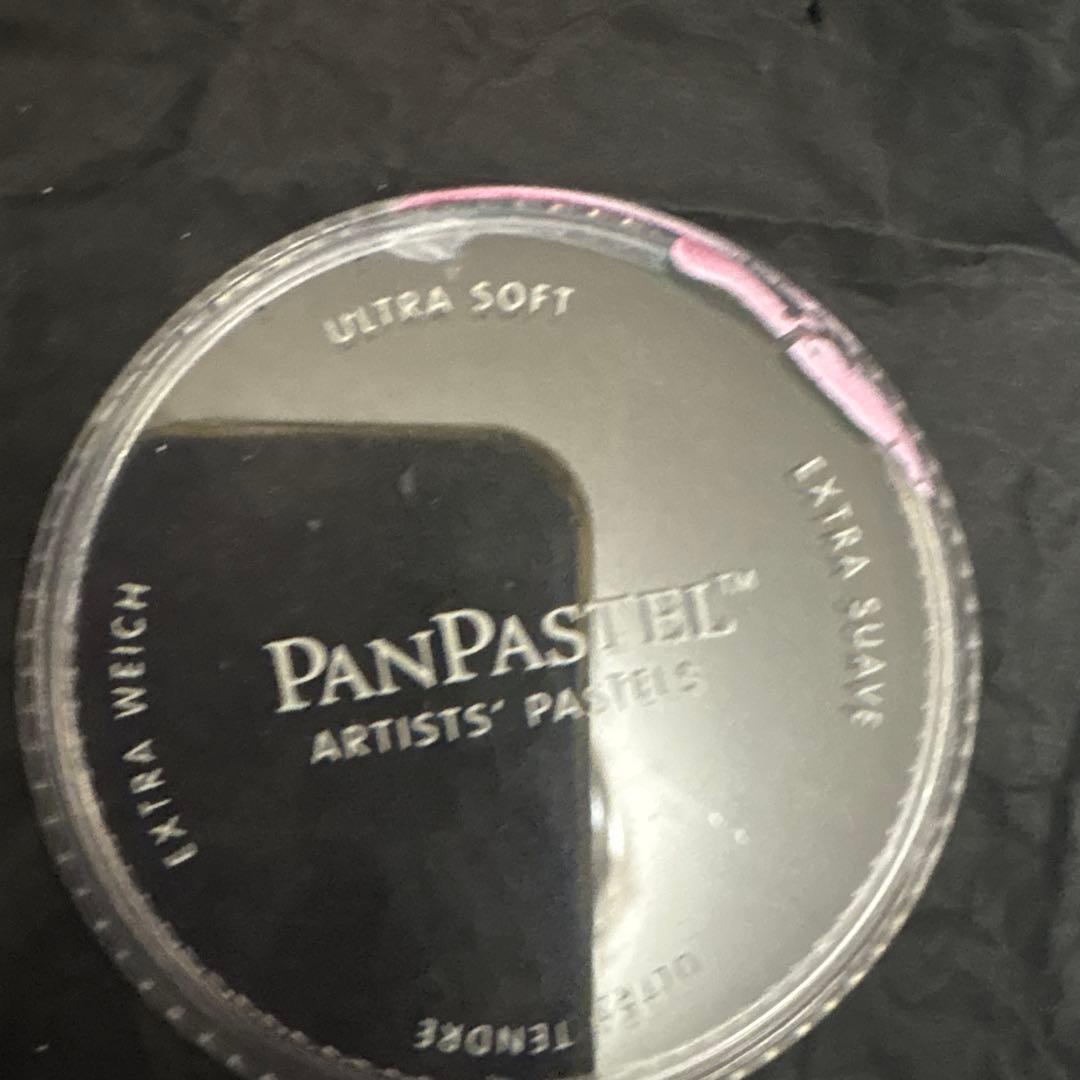 ULTRA SOFT
EXTRA SUAVE
PANPASTEL™
ARTISTS' PASTELS
EXTRA WEICH
TENDRE